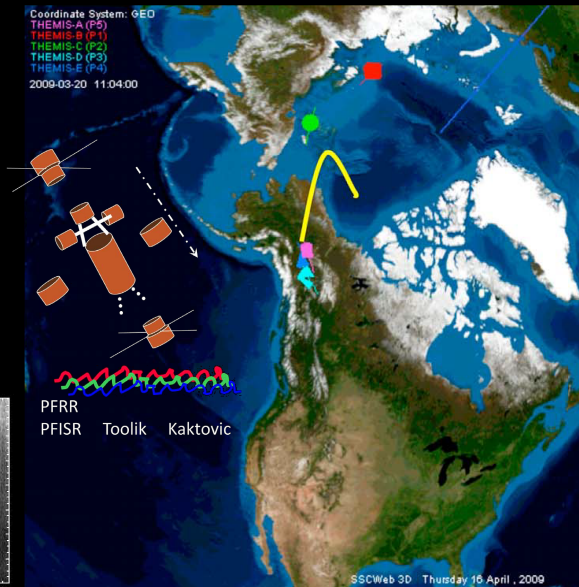 Coordinate System: GEO
THEMIS-A (P5)
THEMIS-B (P1)
THEMIS-C (P2)
THEMIS-D (P3)
THEMIS-E (P4)
2009-03-20 11:04:00
PFRR
PFISR Toolik Kaktovic
SSCWeb 3D Thursday 16 April , 2009